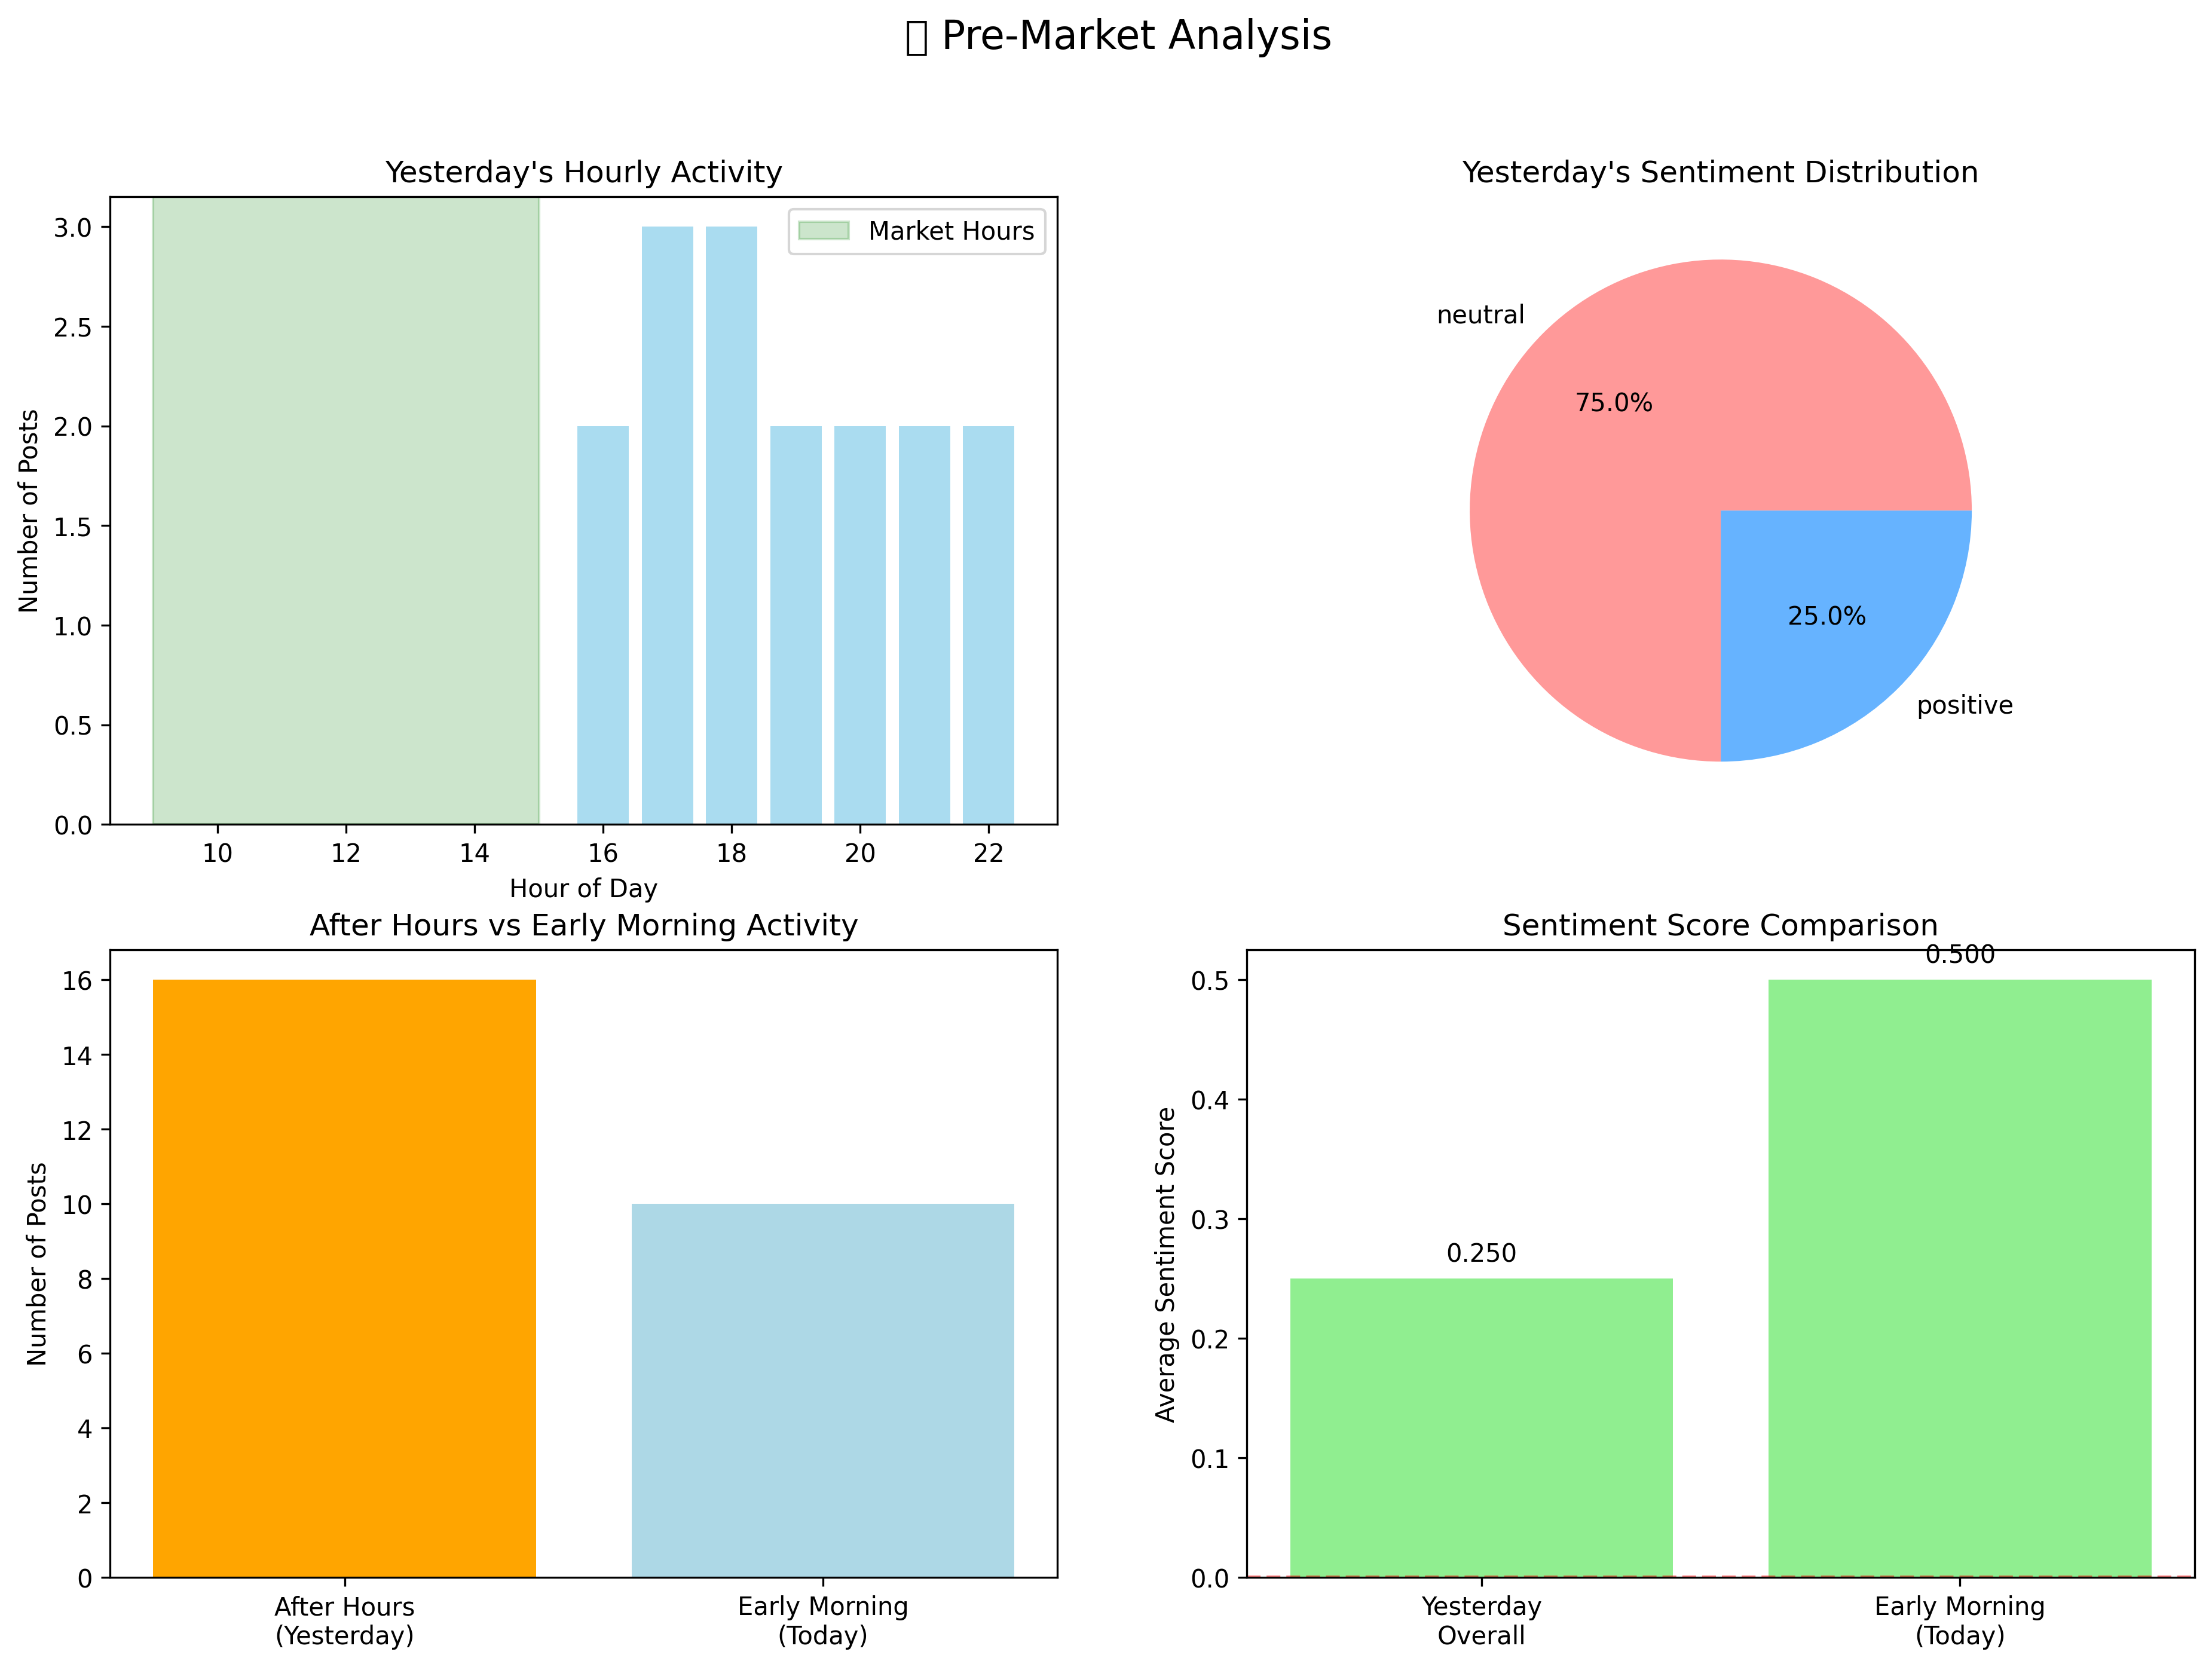 Pre-Market Analysis
Yesterday's Hourly Activity
Number of Posts
3.0
2.5
2.0
1.5
1.0
0.5
0.0
Market Hours
10 12 14 16 18 20 22
Hour of Day
Yesterday's Sentiment Distribution
neutral
75.0%
25.0%
positive
After Hours vs Early Morning Activity
Number of Posts
16
14
12
10
8
6
4
2
0
After Hours
(Yesterday)
Early Morning
(Today)
Sentiment Score Comparison
Average Sentiment Score
0.500
0.5
0.4
0.3
0.250
0.2
0.1
0.0
Yesterday
Overall
Early Morning
(Today)